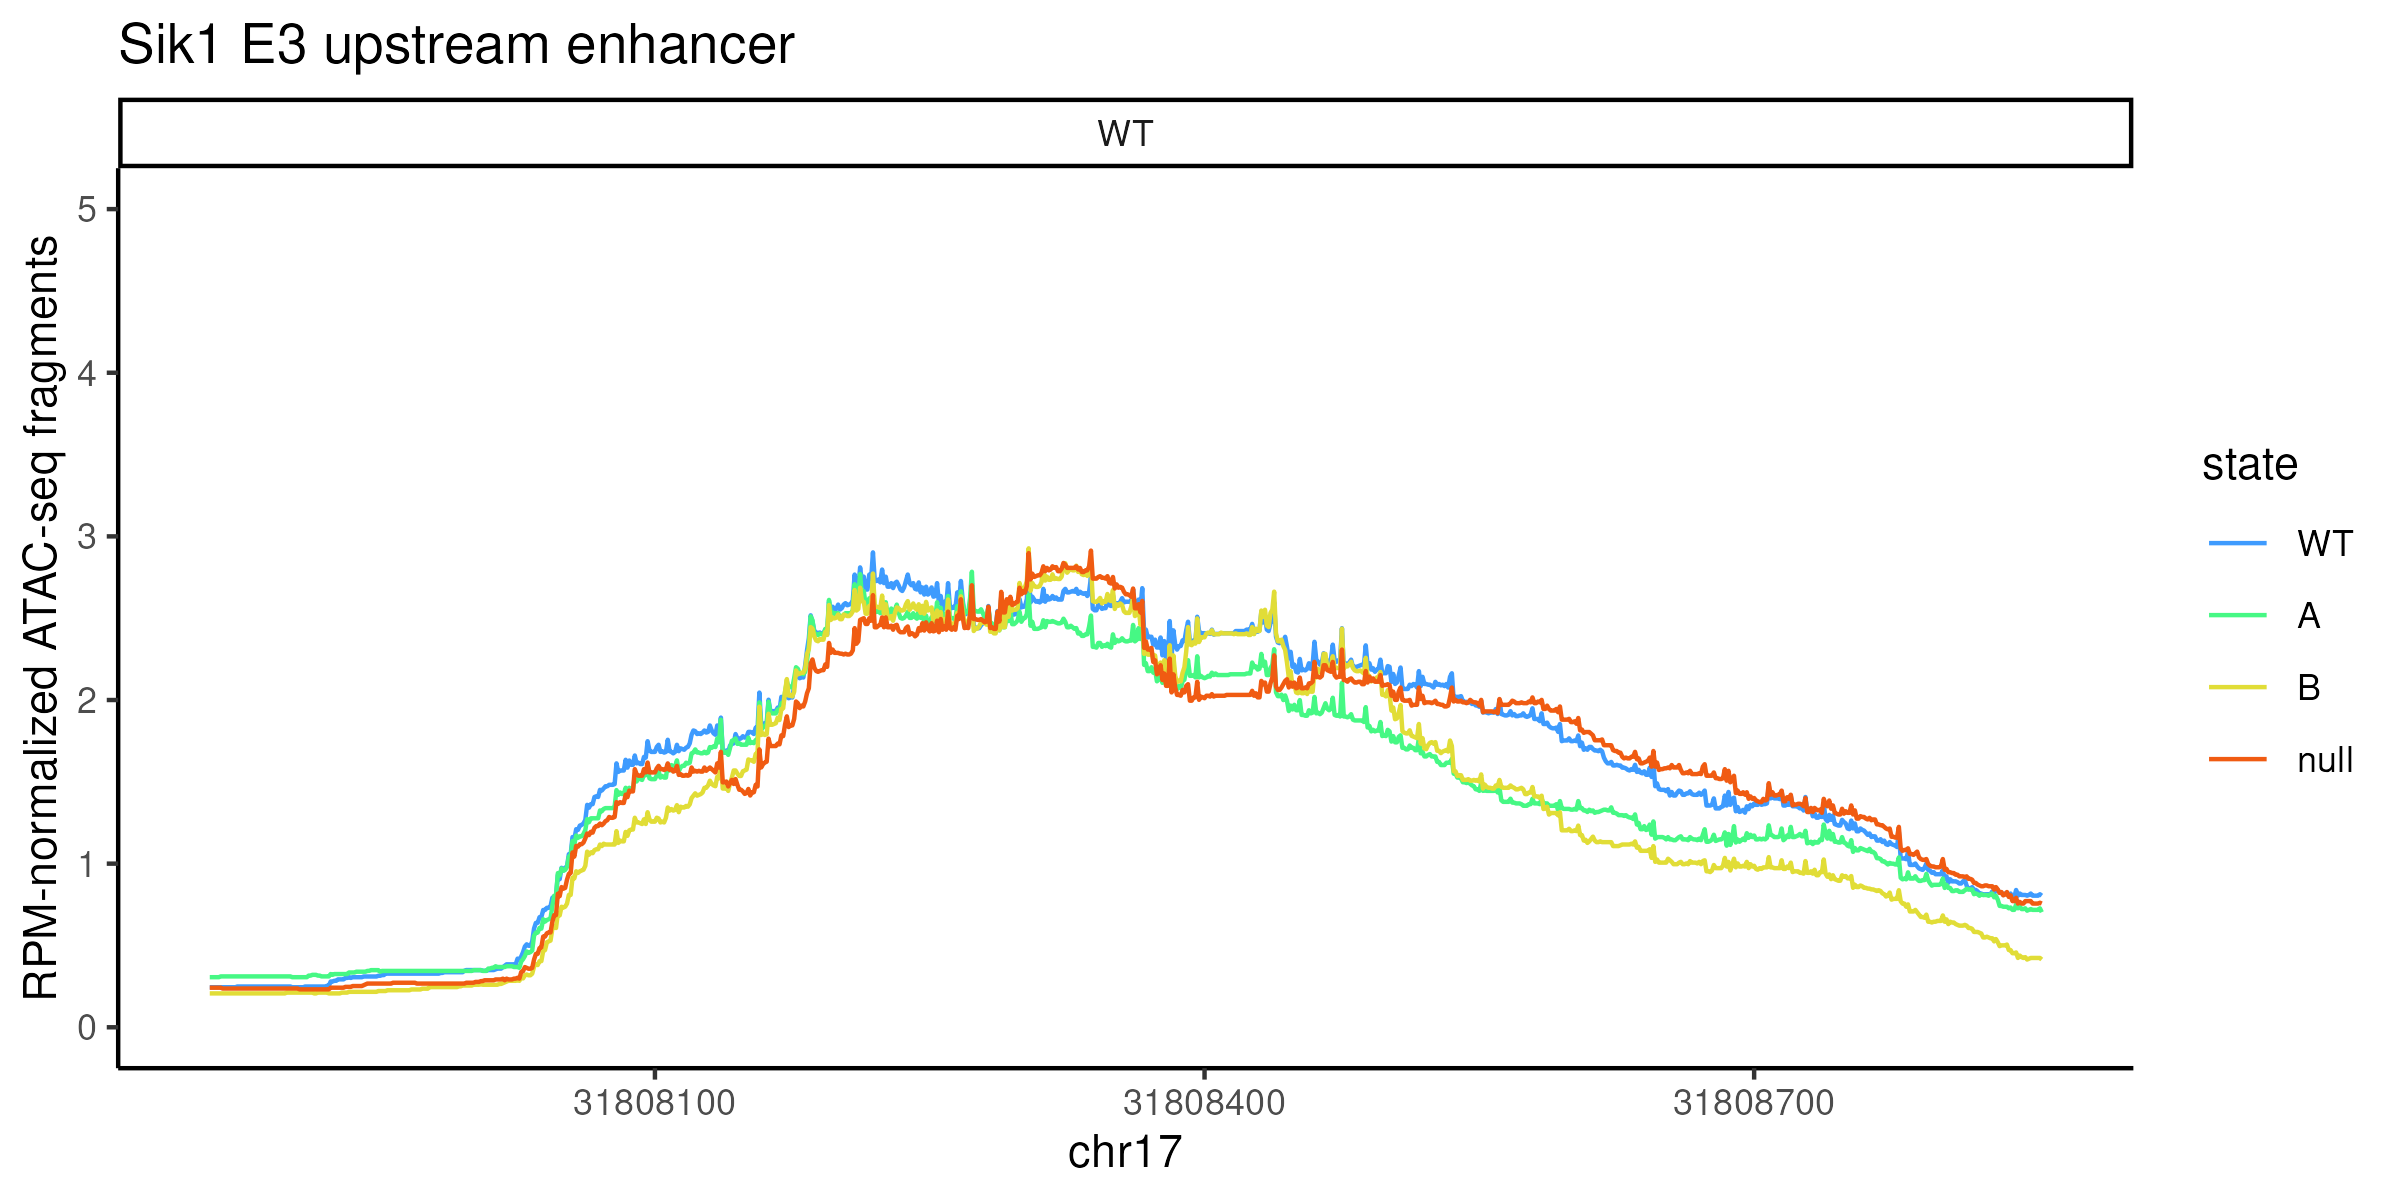 Sik1 E3 upstream enhancer
WT
RPM-normalized ATAC-seq fragments
5
4
3
2
1
0
31808100 31808400 31808700
chr17
state
WT
A
B
null